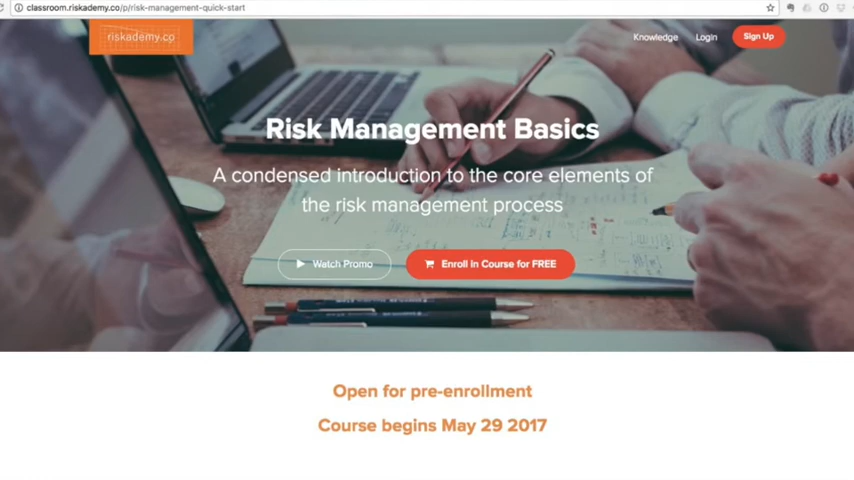 classroom.riskademy.co/p/risk-management-quick-start
riskademy.co
Knowledge Login Sign Up
Risk Management Basics
A condensed introduction to the core elements of
the risk management process
Watch Promo Enroll in Course for FREE
Open for pre-enrollment
Course begins May 29 2017